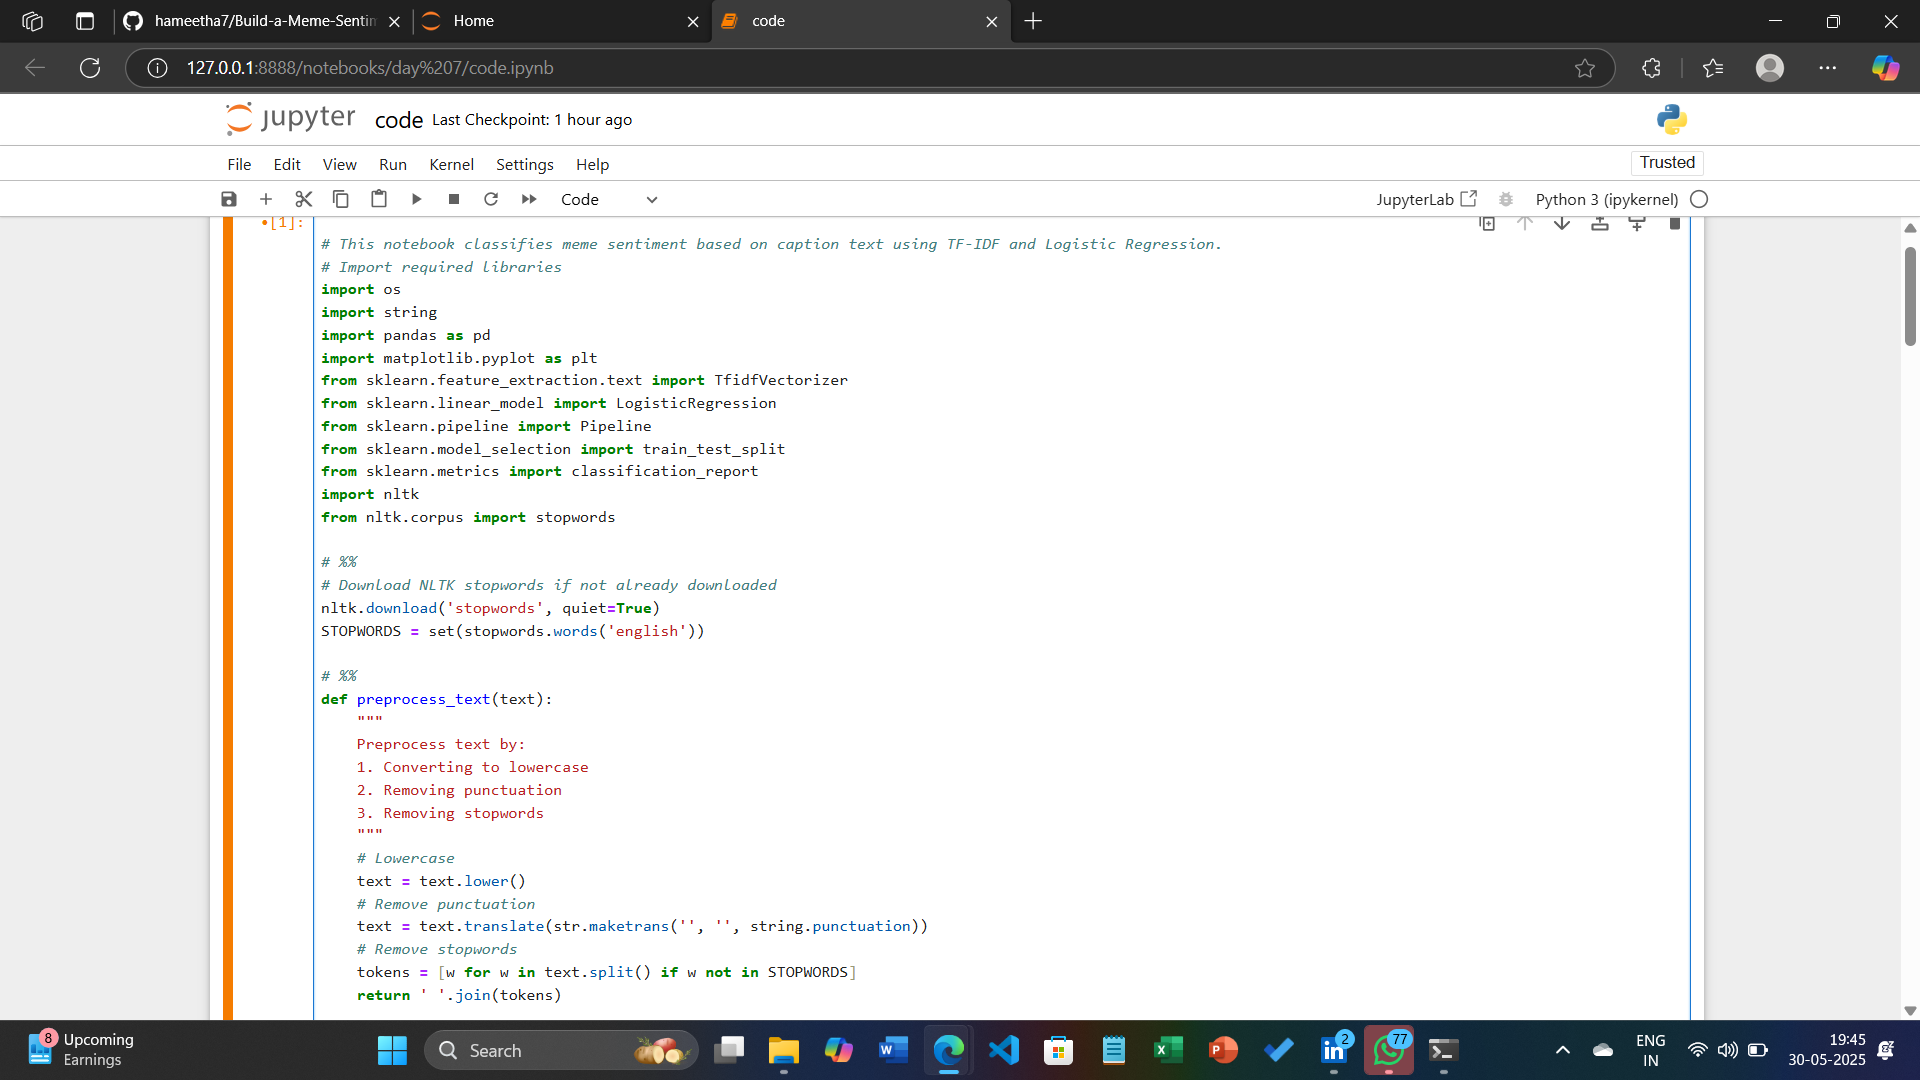 hameetha7/Build-a-Meme-Sentim
Home
code
127.0.0.1:8888/notebooks/day%207/code.ipynb
jupyter code Last Checkpoint: 1 hour ago
File Edit View Run Kernel Settings Help
Trusted
Code
JupyterLab
Python 3 (ipykernel)
•[1]:
# This notebook classifies meme sentiment based on caption text using TF-IDF and Logistic Regression.
# Import required libraries
import os
import string
import pandas as pd
import matplotlib.pyplot as plt
from sklearn.feature_extraction.text import TfidfVectorizer
from sklearn.linear_model import LogisticRegression
from sklearn.pipeline import Pipeline
from sklearn.model_selection import train_test_split
from sklearn.metrics import classification_report
import nltk
from nltk.corpus import stopwords
# %%
# Download NLTK stopwords if not already downloaded
nltk.download('stopwords', quiet=True)
STOPWORDS = set(stopwords.words('english'))
# %%
def preprocess_text(text):
"""
Preprocess text by:
1. Converting to lowercase
2. Removing punctuation
3. Removing stopwords
"""
# Lowercase
text = text.lower()
# Remove punctuation
text = text.translate(str.maketrans('', '', string.punctuation))
# Remove stopwords
tokens = [w for w in text.split() if w not in STOPWORDS]
return ' '.join(tokens)
8
Upcoming
Earnings
Search
2
77
ENG
IN
19:45
30-05-2025